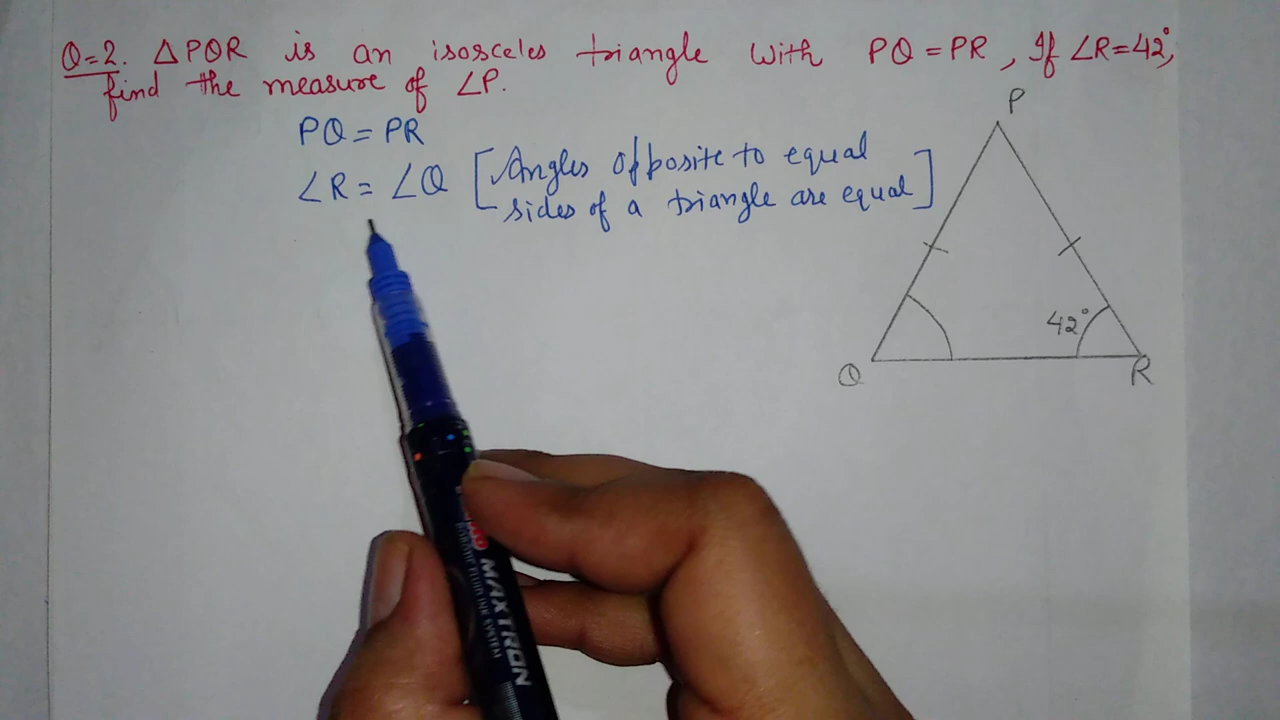 Q=2. △PQR is an isosceles triangle with PQ = PR, If ∠R=42°,
find the measure of ∠P.
PQ = PR
∠R = ∠Q [Angles opposite to equal
sides of a triangle are equal]
P
42°
Q
R
MAXTRON